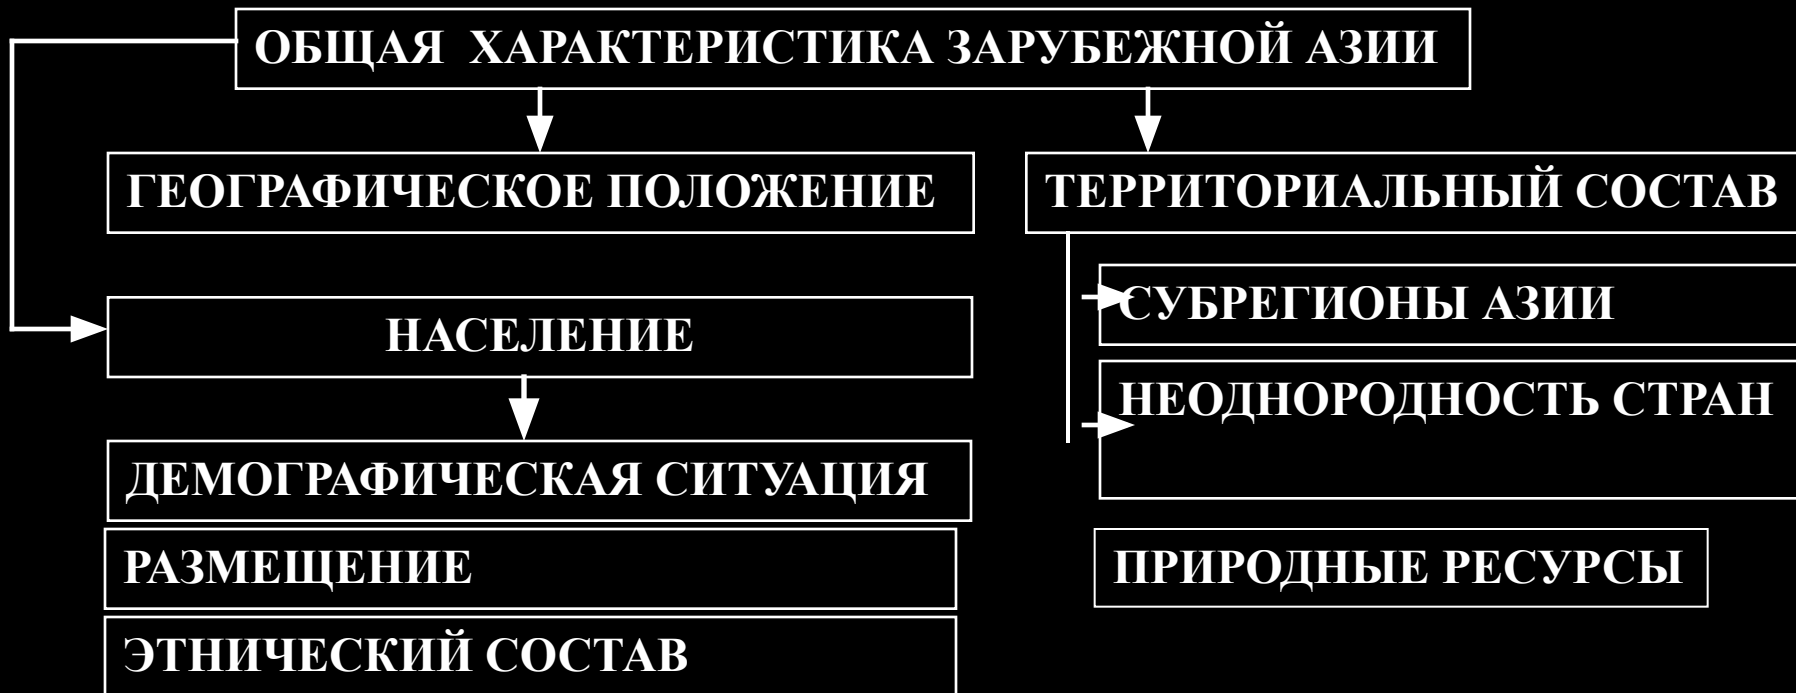 ОБЩАЯ ХАРАКТЕРИСТИКА ЗАРУБЕЖНОЙ АЗИИ
ГЕОГРАФИЧЕСКОЕ ПОЛОЖЕНИЕ
ТЕРРИТОРИАЛЬНЫЙ СОСТАВ
СУБРЕГИОНЫ АЗИИ
НАСЕЛЕНИЕ
НЕОДНОРОДНОСТЬ СТРАН
ДЕМОГРАФИЧЕСКАЯ СИТУАЦИЯ
РАЗМЕЩЕНИЕ
ПРИРОДНЫЕ РЕСУРСЫ
ЭТНИЧЕСКИЙ СОСТАВ